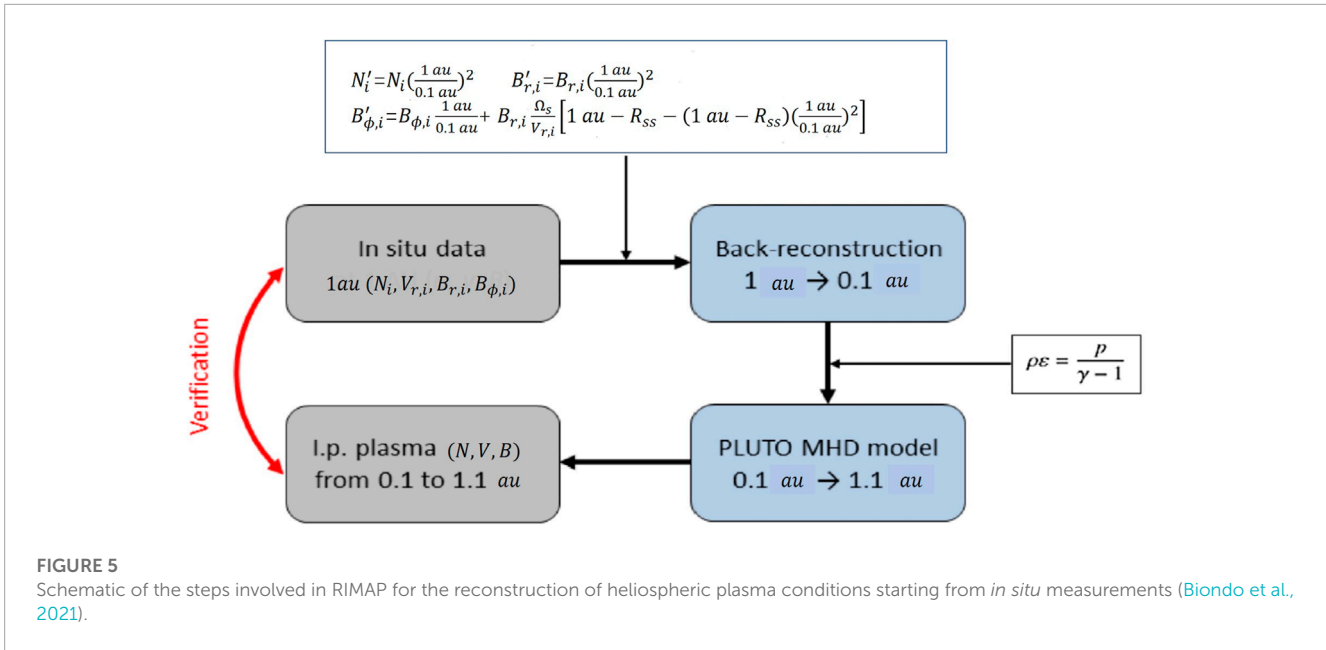 N′_i=N_i(1 au/0.1 au)^2 B′_{r,i}=B_{r,i}(1 au/0.1 au)^2
B′_{ϕ,i}=B_{ϕ,i} 1 au/0.1 au + B_{r,i} Ω_s/V_{r,i} [1 au − R_{ss} − (1 au − R_{ss})(1 au/0.1 au)^2]
In situ data
1au (N_i, V_{r,i}, B_{r,i}, B_{ϕ,i})
Back-reconstruction
1 au → 0.1 au
Verification
ρε = p/γ − 1
I.p. plasma (N, V, B)
from 0.1 to 1.1 au
PLUTO MHD model
0.1 au → 1.1 au
FIGURE 5
Schematic of the steps involved in RIMAP for the reconstruction of heliospheric plasma conditions starting from in situ measurements (Biondo et al.,
2021).